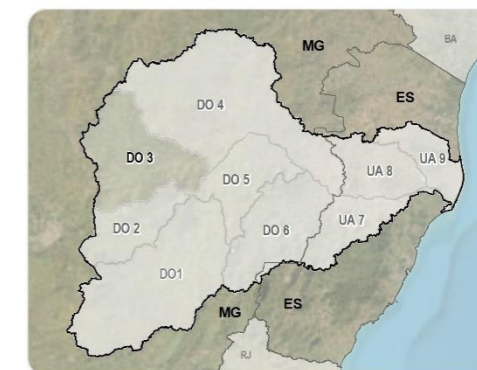 MG
BA
ES
DO 4
DO 3
UA 9
UA 8
DO 5
UA 7
DO 2
DO 6
DO1
MG
ES
RJ